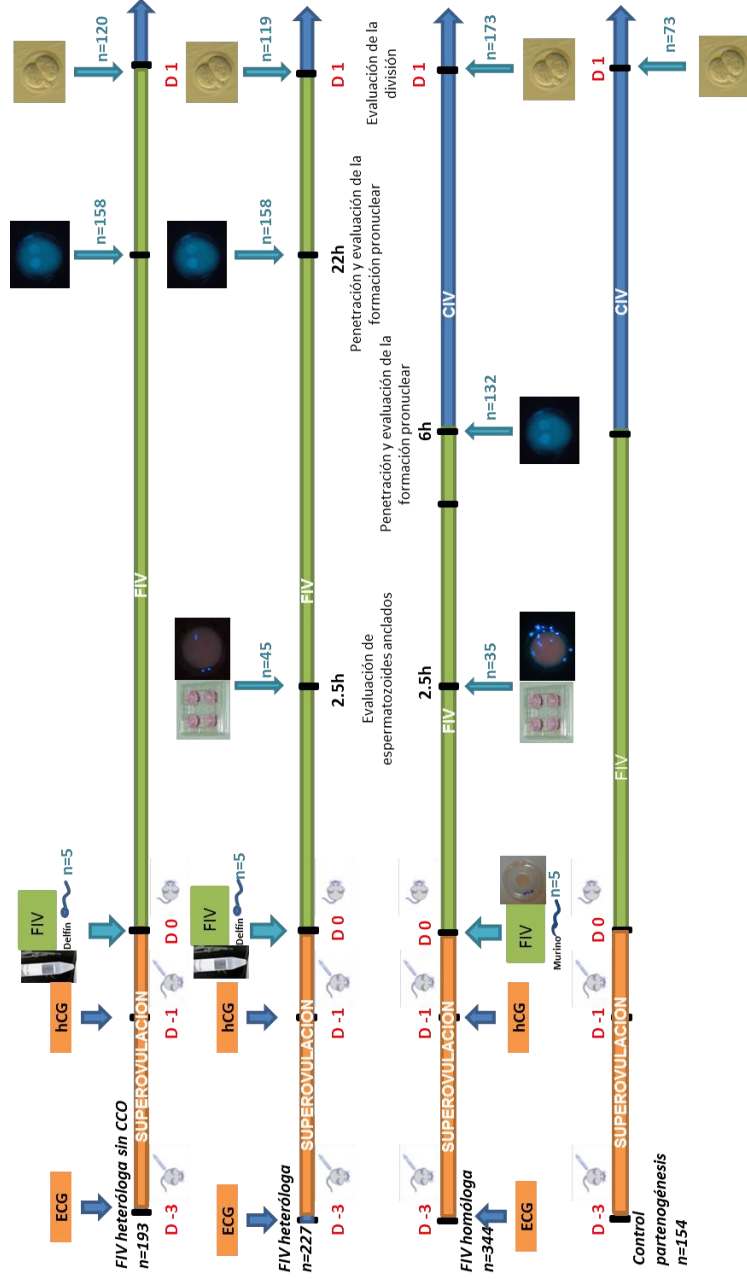 ECG
hCG
FIV
Delfín
n=5
n=158
n=120
FIV heteróloga sin CCO
n=193
SUPEROVULACIÓN
FIV
D -3
D -1
D 0
D 1
ECG
hCG
FIV
Delfín
n=5
n=45
n=158
n=119
FIV heteróloga
n=227
SUPEROVULACIÓN
FIV
D -3
D -1
D 0
2.5h
22h
D 1
Evaluación de
espermatozoides anclados
Penetración y evaluación de la
formación pronuclear
Evaluación de la
división
Penetración y evaluación de la
formación pronuclear
D -3
D -1
D 0
2.5h
6h
D 1
SUPEROVULACIÓN
FIV
CIV
FIV homóloga
n=344
ECG
hCG
FIV
Murino
n=5
n=35
n=132
n=173
D -3
D -1
D 0
D 1
SUPEROVULACIÓN
FIV
CIV
Control
partenogénesis
n=154
n=73